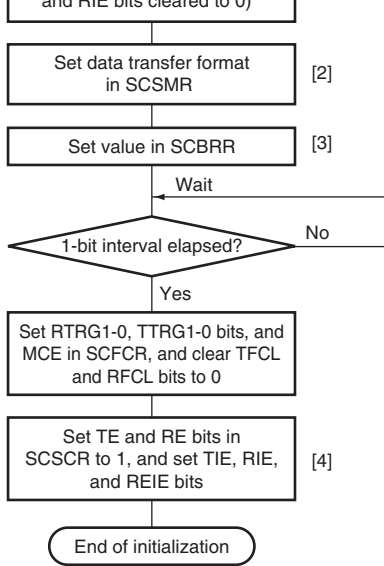 and RIE bits cleared to 0)
Set data transfer format
in SCSMR
[2]
Set value in SCBRR
[3]
Wait
1-bit interval elapsed?
No
Yes
Set RTRG1-0, TTRG1-0 bits, and
MCE in SCFCR, and clear TFCL
and RFCL bits to 0
Set TE and RE bits in
SCSCR to 1, and set TIE, RIE,
and REIE bits
[4]
End of initialization